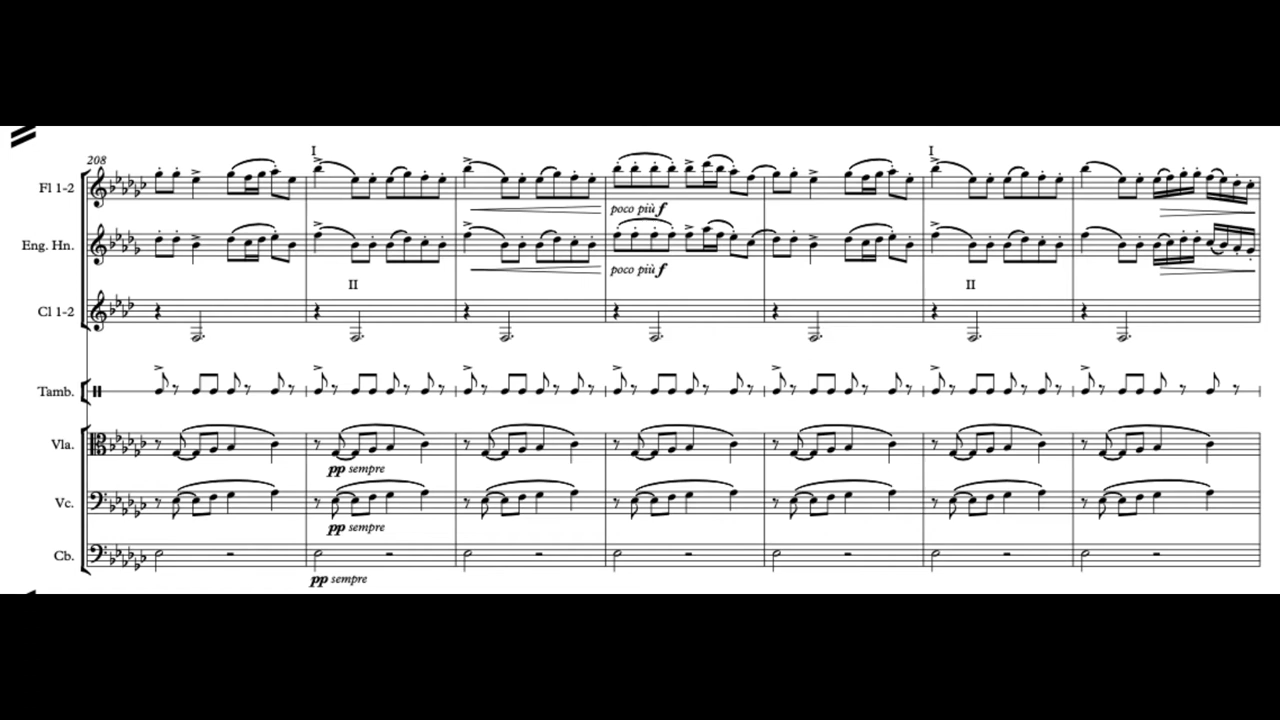 208
I
I
Fl 1-2
poco più f
Eng. Hn.
poco più f
II
II
Cl 1-2
Tamb.
Vla.
pp sempre
Vc.
pp sempre
Cb.
pp sempre